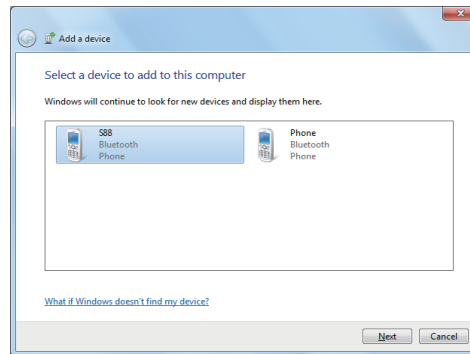 Add a device
Select a device to add to this computer
Windows will continue to look for new devices and display them here.
S88
Bluetooth
Phone
Phone
Bluetooth
Phone
What if Windows doesn't find my device?
Next
Cancel